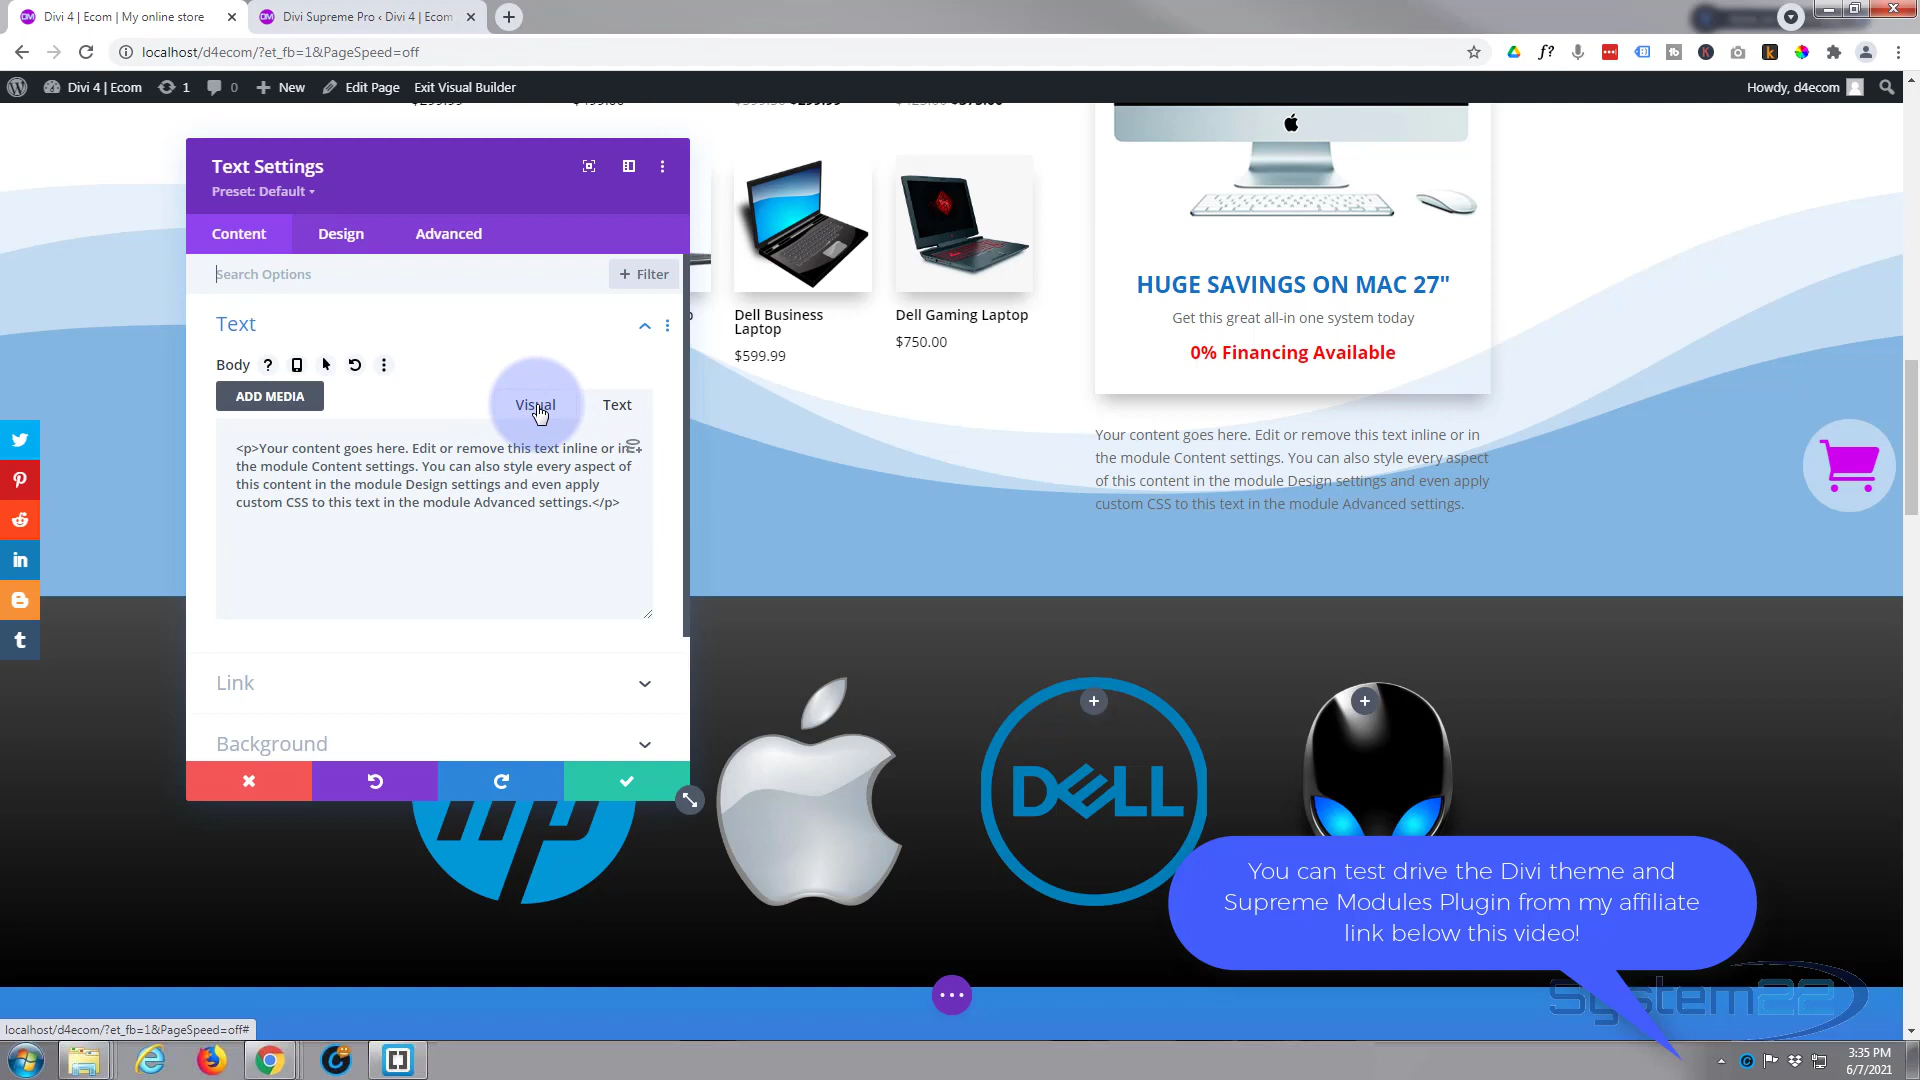 Divi 4 | Ecom | My online store
Divi Supreme Pro ‹ Divi 4 | Ecom
localhost/d4ecom/?et_fb=1&PageSpeed=off
Divi 4 | Ecom
1
0
New
Edit Page
Exit Visual Builder
Howdy, d4ecom
Text Settings
Preset: Default
Content
Design
Advanced
Search Options
+ Filter
Text
Body
ADD MEDIA
Visual
Text
<p>Your content goes here. Edit or remove this text inline or in
the module Content settings. You can also style every aspect of
this content in the module Design settings and even apply
custom CSS to this text in the module Advanced settings.</p>
Link
Background
Dell Business
Laptop
$599.99
Dell Gaming Laptop
$750.00
HUGE SAVINGS ON MAC 27"
Get this great all-in one system today
0% Financing Available
Your content goes here. Edit or remove this text inline or in
the module Content settings. You can also style every aspect
of this content in the module Design settings and even apply
custom CSS to this text in the module Advanced settings.
hp
DELL
You can test drive the Divi theme and
Supreme Modules Plugin from my affiliate
link below this video!
System22
localhost/d4ecom/?et_fb=1&PageSpeed=off#
3:35 PM
6/7/2021